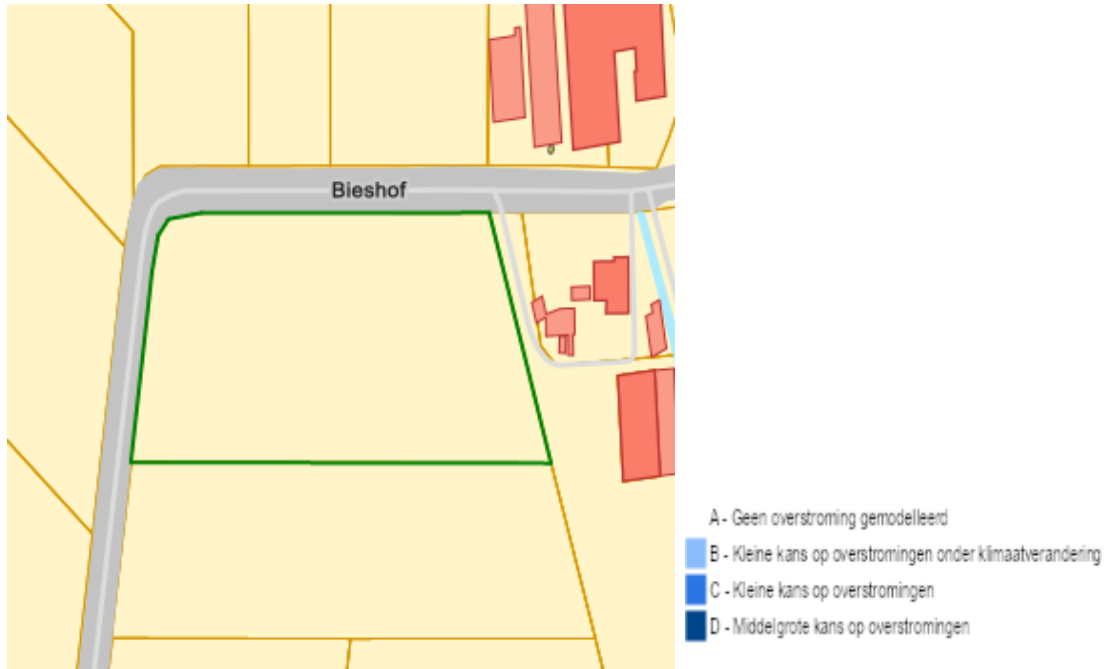 Bieshof
A - Geen overstroming gemodelleerd
B - Kleine kans op overstromingen onder klimaatverandering
C - Kleine kans op overstromingen
D - Middelgrote kans op overstromingen